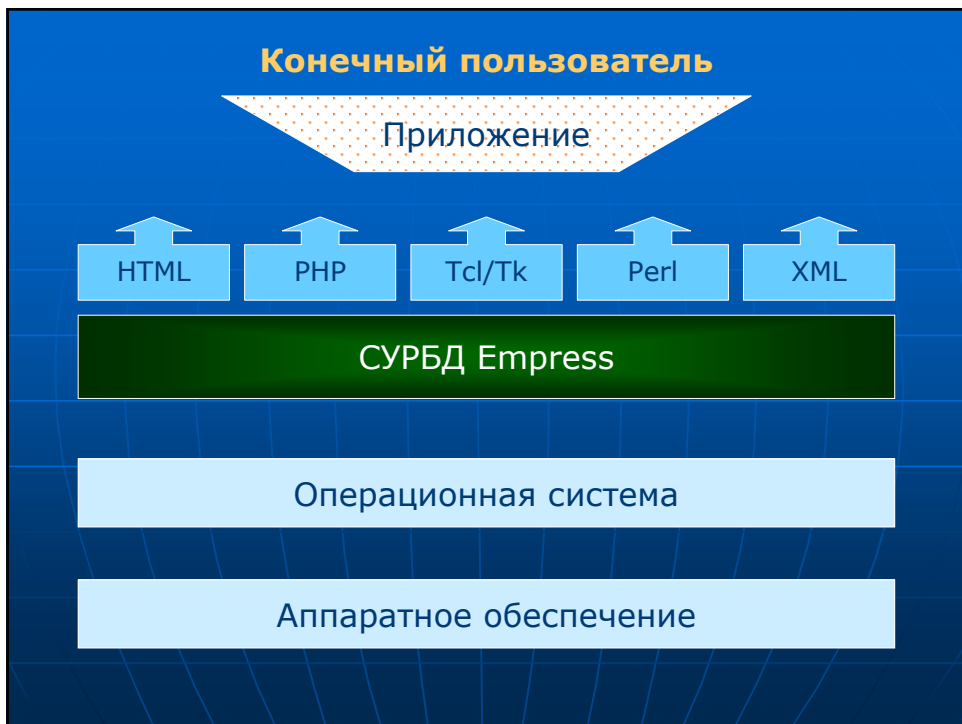 Конечный пользователь
Приложение
HTML PHP Tcl/Tk Perl XML
СУРБД Empress
Операционная система
Аппаратное обеспечение